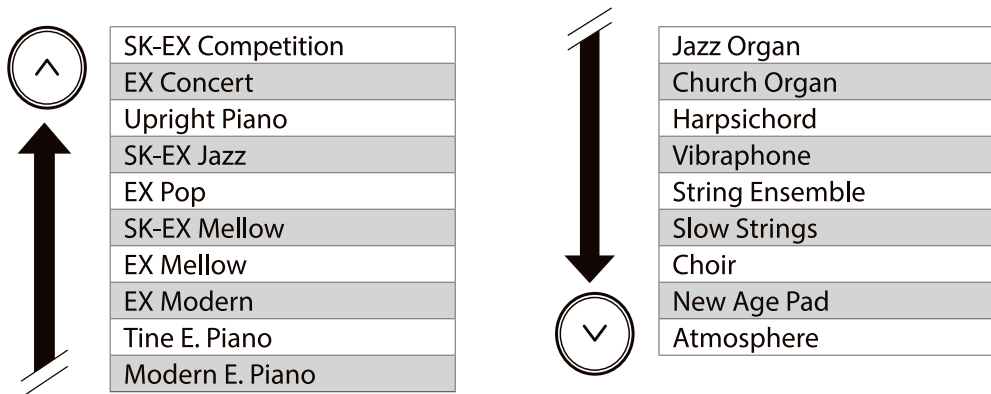 SK-EX Competition
EX Concert
Upright Piano
SK-EX Jazz
EX Pop
SK-EX Mellow
EX Mellow
EX Modern
Tine E. Piano
Modern E. Piano
Jazz Organ
Church Organ
Harpsichord
Vibraphone
String Ensemble
Slow Strings
Choir
New Age Pad
Atmosphere